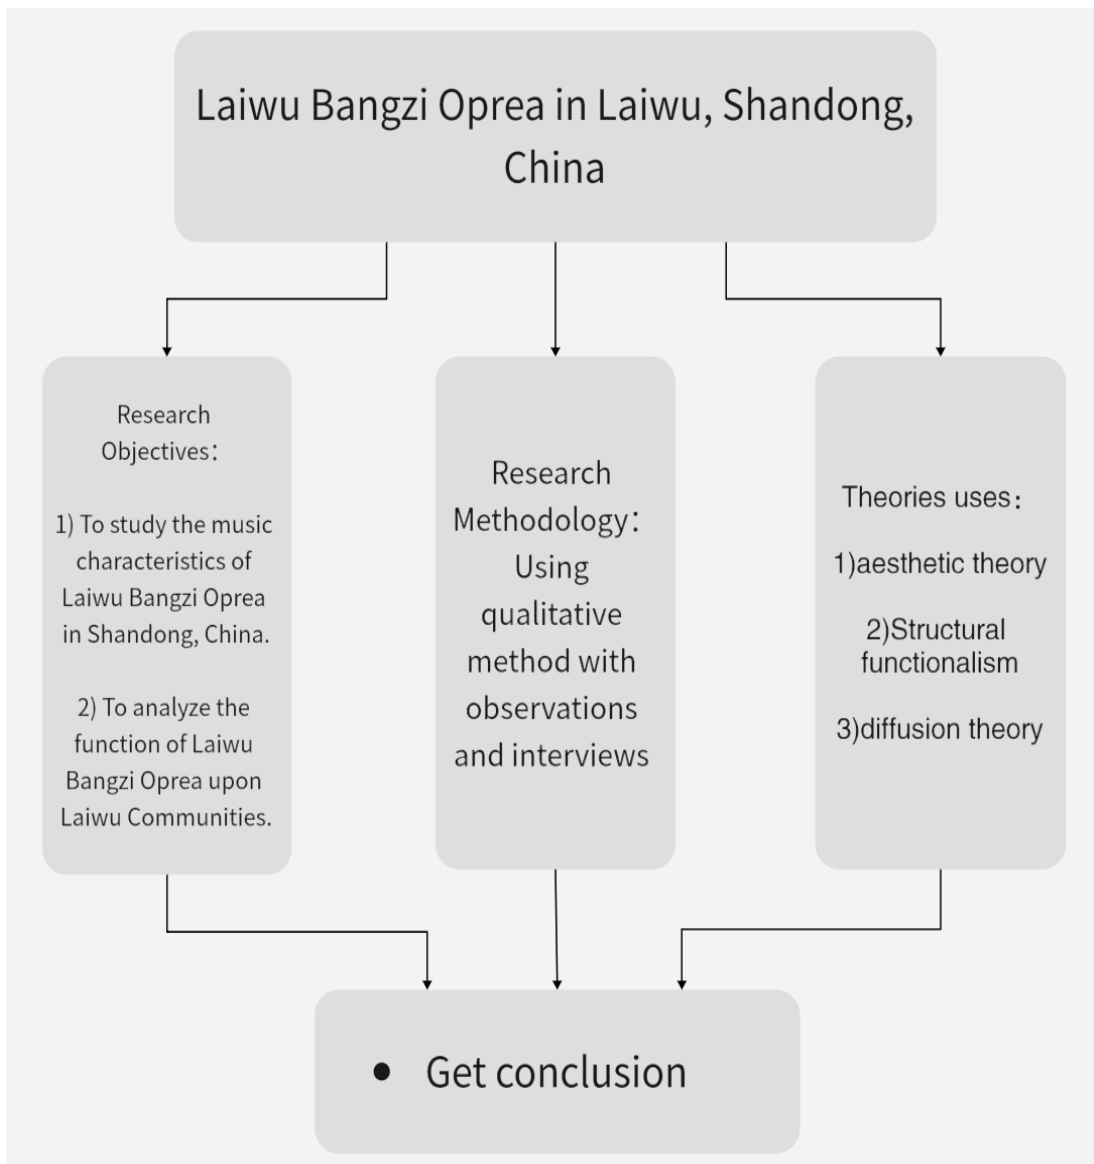 Laiwu Bangzi Oprea in Laiwu, Shandong,
China
Research
Objectives：
1) To study the music
characteristics of
Laiwu Bangzi Oprea
in Shandong, China.
2) To analyze the
function of Laiwu
Bangzi Oprea upon
Laiwu Communities.
Research
Methodology：
Using
qualitative
method with
observations
and interviews
Theories uses：
1)aesthetic theory
2)Structural
functionalism
3)diffusion theory
• Get conclusion